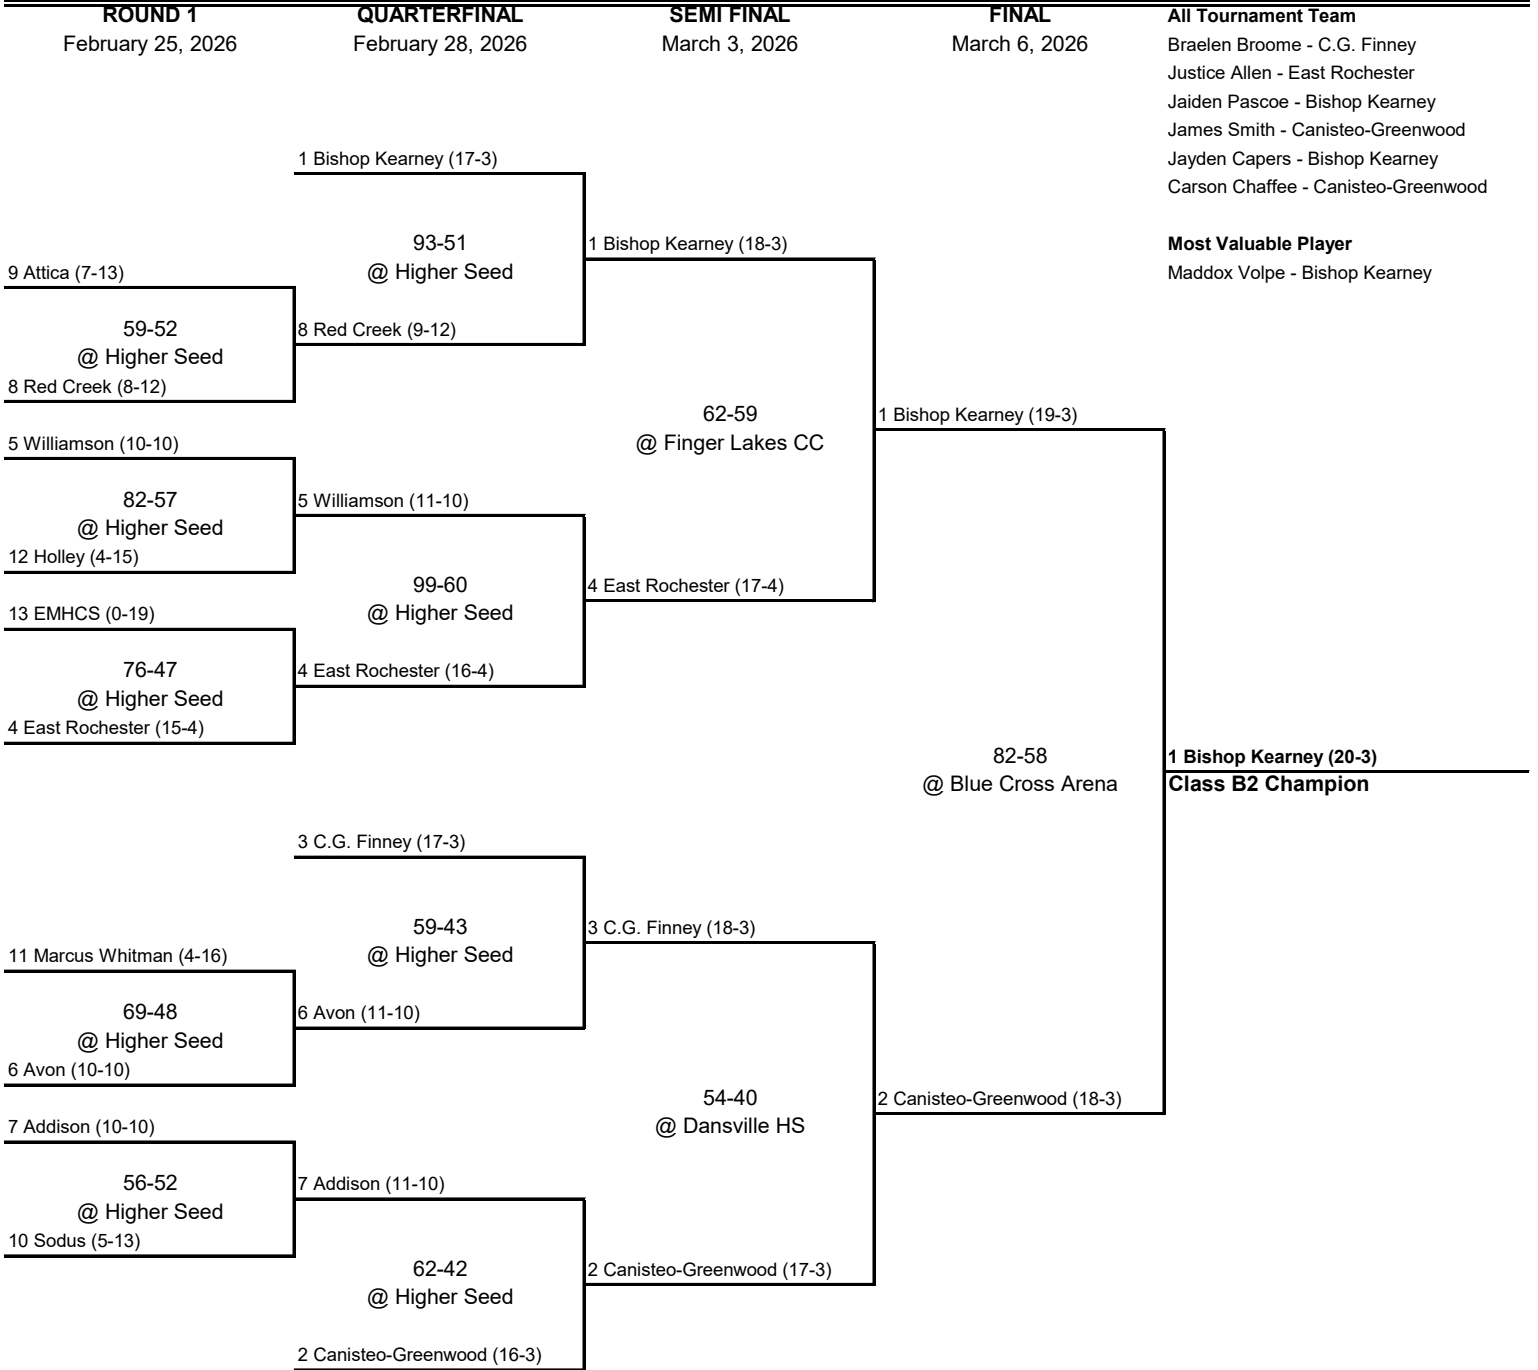 ROUND 1
February 25, 2026
QUARTERFINAL
February 28, 2026
SEMI FINAL
March 3, 2026
FINAL
March 6, 2026
All Tournament Team
Braelen Broome - C.G. Finney
Justice Allen - East Rochester
Jaiden Pascoe - Bishop Kearney
James Smith - Canisteo-Greenwood
Jayden Capers - Bishop Kearney
Carson Chaffee - Canisteo-Greenwood
Most Valuable Player
Maddox Volpe - Bishop Kearney
9 Attica (7-13)
59-52
@ Higher Seed
8 Red Creek (8-12)
5 Williamson (10-10)
82-57
@ Higher Seed
12 Holley (4-15)
13 EMHCS (0-19)
76-47
@ Higher Seed
4 East Rochester (15-4)
11 Marcus Whitman (4-16)
69-48
@ Higher Seed
6 Avon (10-10)
7 Addison (10-10)
56-52
@ Higher Seed
10 Sodus (5-13)
1 Bishop Kearney (17-3)
93-51
@ Higher Seed
8 Red Creek (9-12)
5 Williamson (11-10)
99-60
@ Higher Seed
4 East Rochester (16-4)
3 C.G. Finney (17-3)
59-43
@ Higher Seed
6 Avon (11-10)
7 Addison (11-10)
62-42
@ Higher Seed
2 Canisteo-Greenwood (16-3)
1 Bishop Kearney (18-3)
62-59
@ Finger Lakes CC
4 East Rochester (17-4)
3 C.G. Finney (18-3)
54-40
@ Dansville HS
2 Canisteo-Greenwood (17-3)
1 Bishop Kearney (19-3)
82-58
@ Blue Cross Arena
2 Canisteo-Greenwood (18-3)
1 Bishop Kearney (20-3)
Class B2 Champion